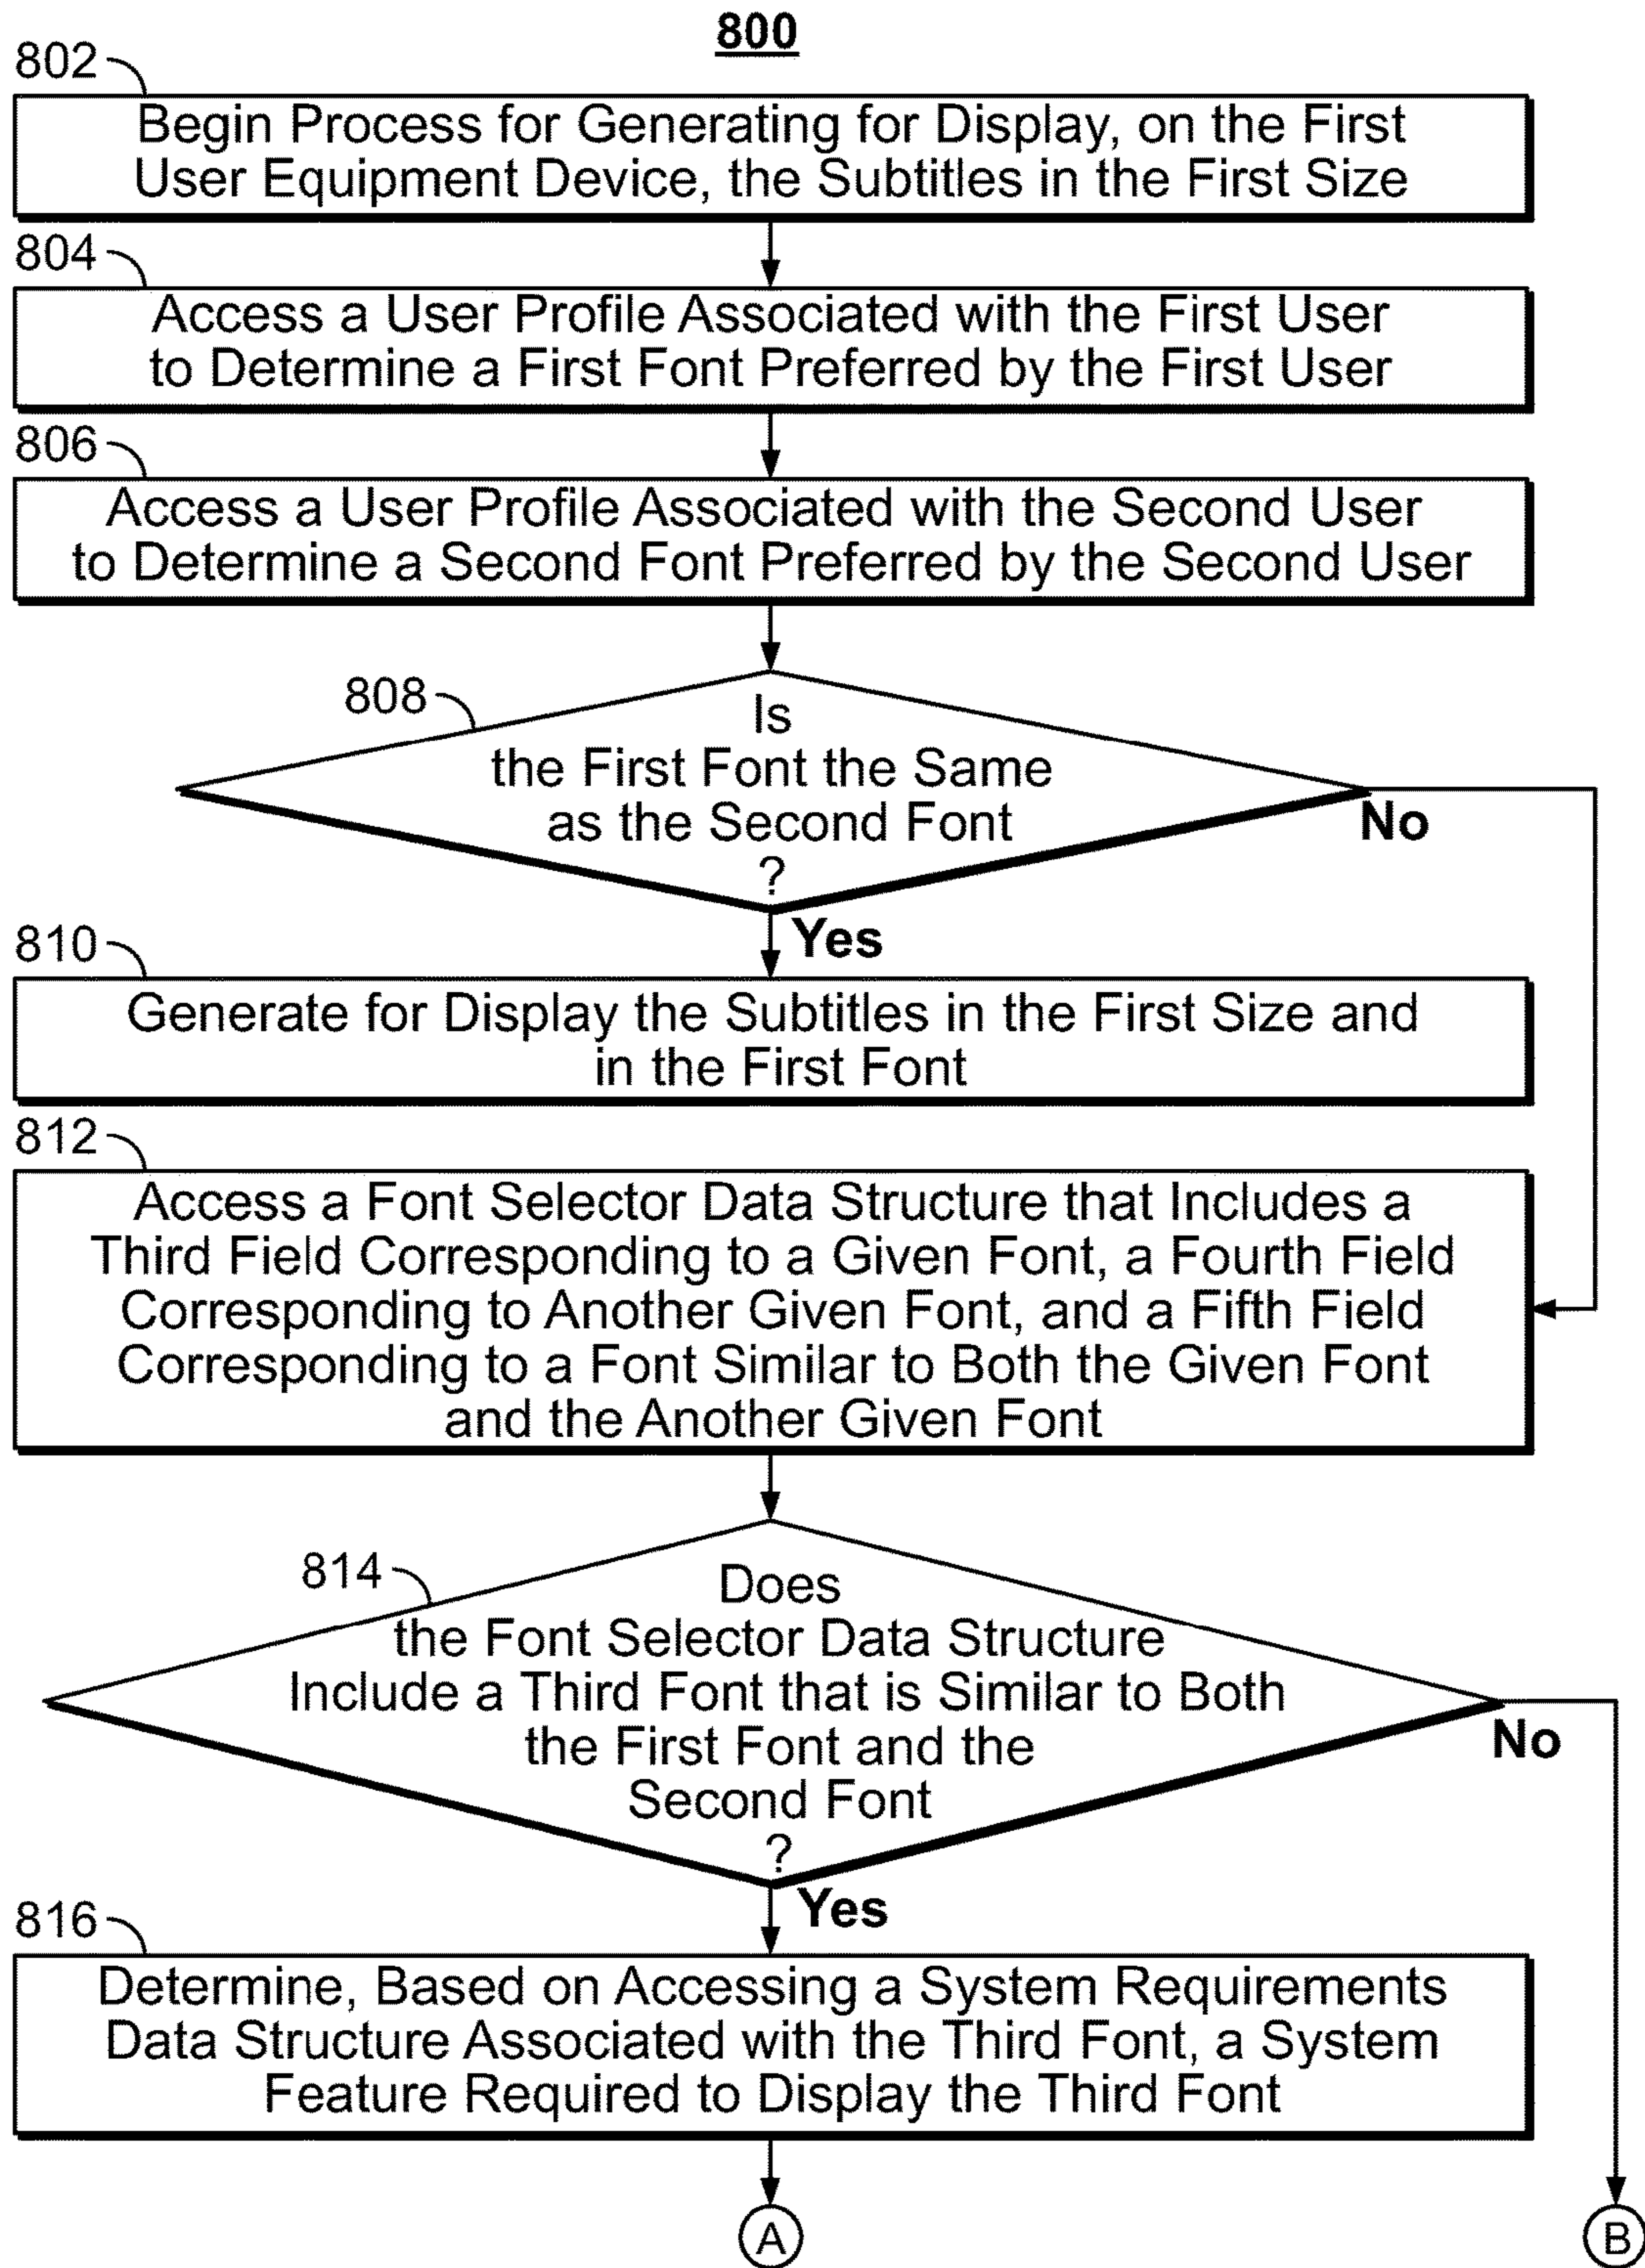 800
802
Begin Process for Generating for Display, on the First
User Equipment Device, the Subtitles in the First Size
804
Access a User Profile Associated with the First User
to Determine a First Font Preferred by the First User
806
Access a User Profile Associated with the Second User
to Determine a Second Font Preferred by the Second User
808
Is
the First Font the Same
as the Second Font
?
No
Yes
810
Generate for Display the Subtitles in the First Size and
in the First Font
812
Access a Font Selector Data Structure that Includes a
Third Field Corresponding to a Given Font, a Fourth Field
Corresponding to Another Given Font, and a Fifth Field
Corresponding to a Font Similar to Both the Given Font
and the Another Given Font
814
Does
the Font Selector Data Structure
Include a Third Font that is Similar to Both
the First Font and the
Second Font
?
No
Yes
816
Determine, Based on Accessing a System Requirements
Data Structure Associated with the Third Font, a System
Feature Required to Display the Third Font
A
B